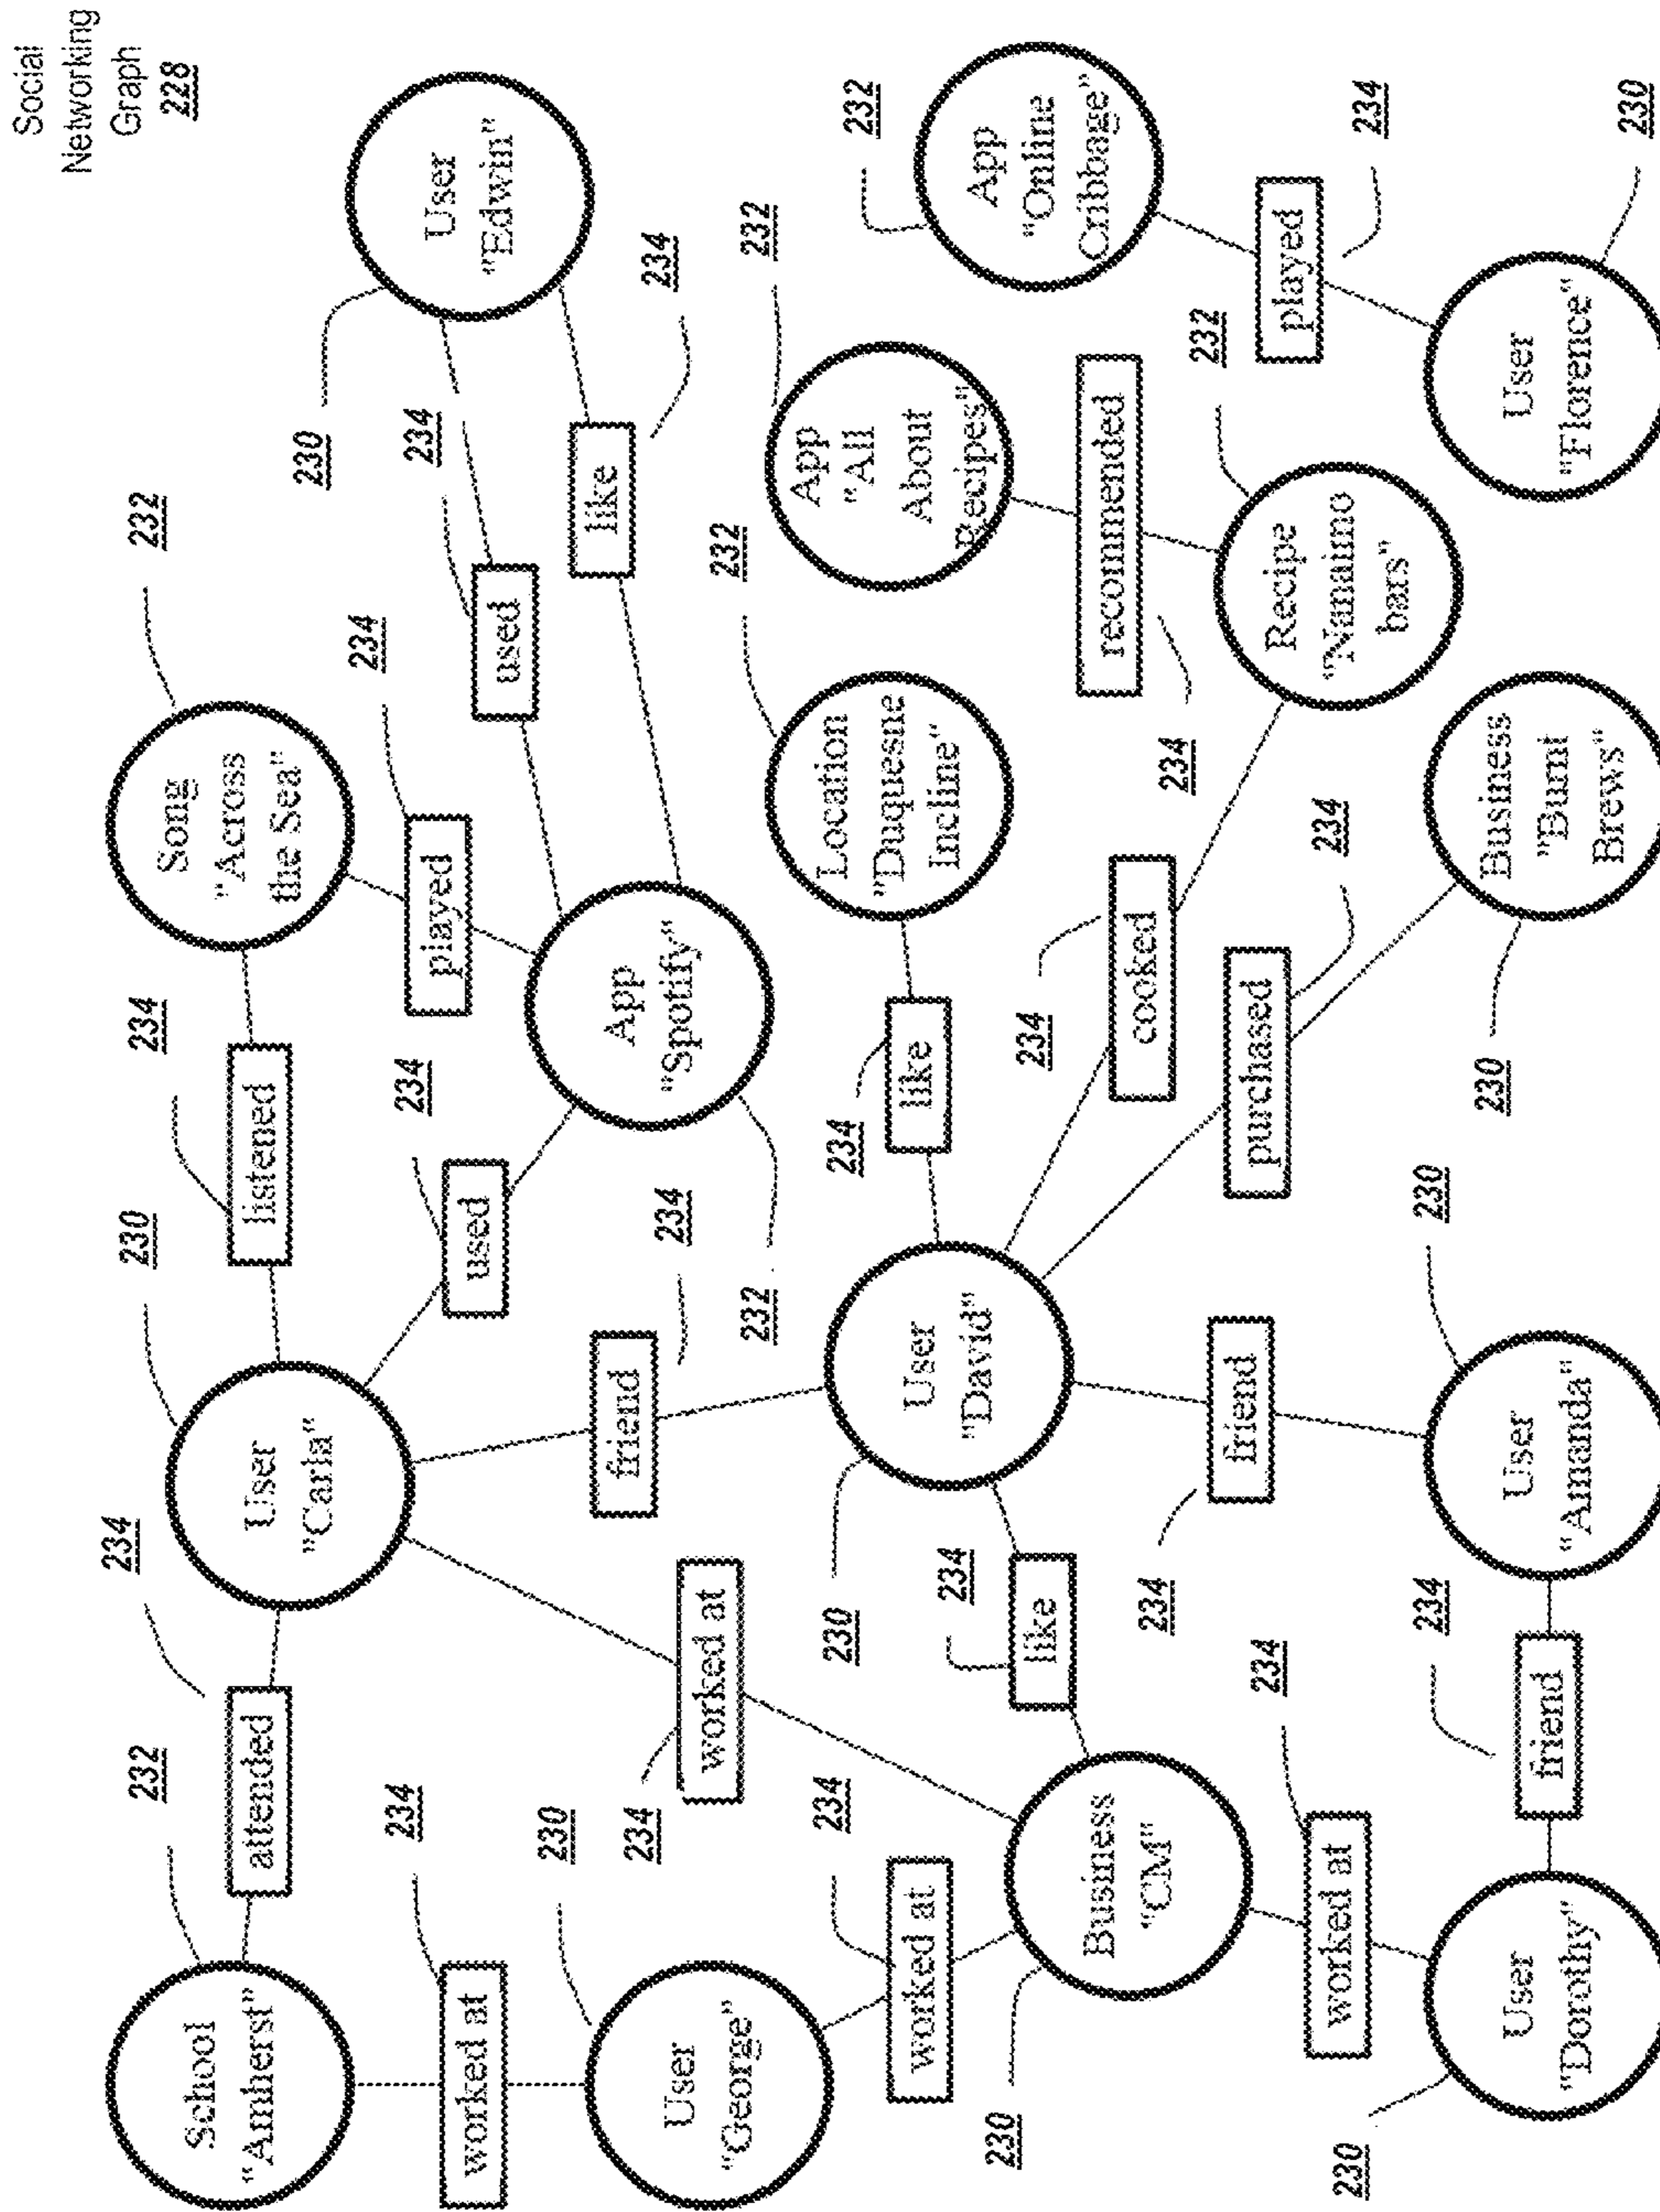 Social
Networking
Graph
228
School
"Amherst"
232
attended
234
User
"Carla"
230
listened
234
Song
"Across
the Sea"
232
worked at
234
used
234
played
234
used
234
User
"Edwin"
230
like
234
User
"George"
230
worked at
234
friend
234
App
"Spotify"
232
worked at
234
Business
"CM"
230
like
234
User
"David"
230
like
234
234
Location
"Duquesne
Incline"
232
App
"All
About
Recipes"
232
App
"Online
Cribbage"
232
cooked
234
recommended
234
played
234
worked at
234
friend
234
purchased
234
Recipe
"Nanaimo
bars"
232
User
"Dorothy"
230
friend
234
User
"Amanda"
230
Business
"Burnt
Brews"
230
User
"Florence"
230